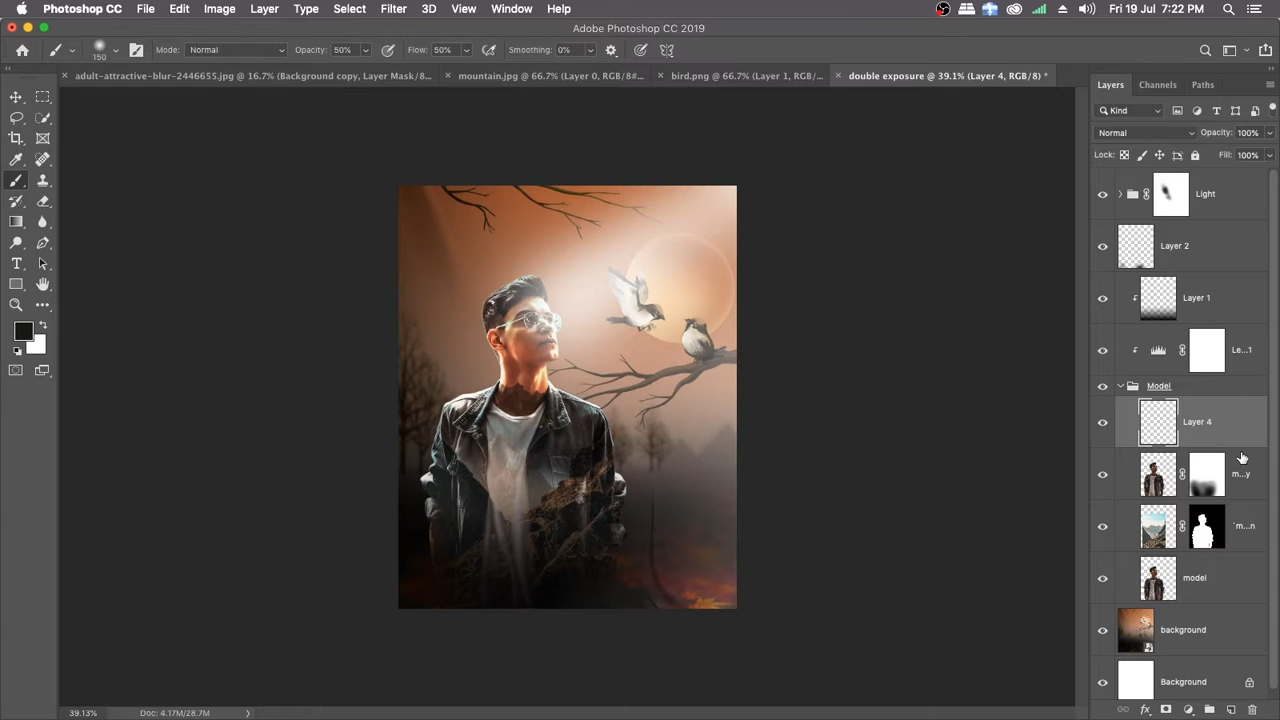 Photoshop CC File Edit Image Layer Type Select Filter 3D View Window Help Fri 19 Jul 7:22 PM
Adobe Photoshop CC 2019
150 Mode: Normal Opacity: 50% Flow: 50% Smoothing: 0%
adult-attractive-blur-2446655.jpg @ 16.7% (Background copy, Layer Mask/8... mountain.jpg @ 66.7% (Layer 0, RGB/8#... bird.png @ 66.7% (Layer 1, RGB/... double exposure @ 39.1% (Layer 4, RGB/8) *
Layers Channels Paths
Kind
Normal Opacity: 100%
Lock: Fill: 100%
Light
Layer 2
Layer 1
Le...1
Model
Layer 4
m...y
`m...n
model
background
Background
39.13% Doc: 4.17M/28.7M